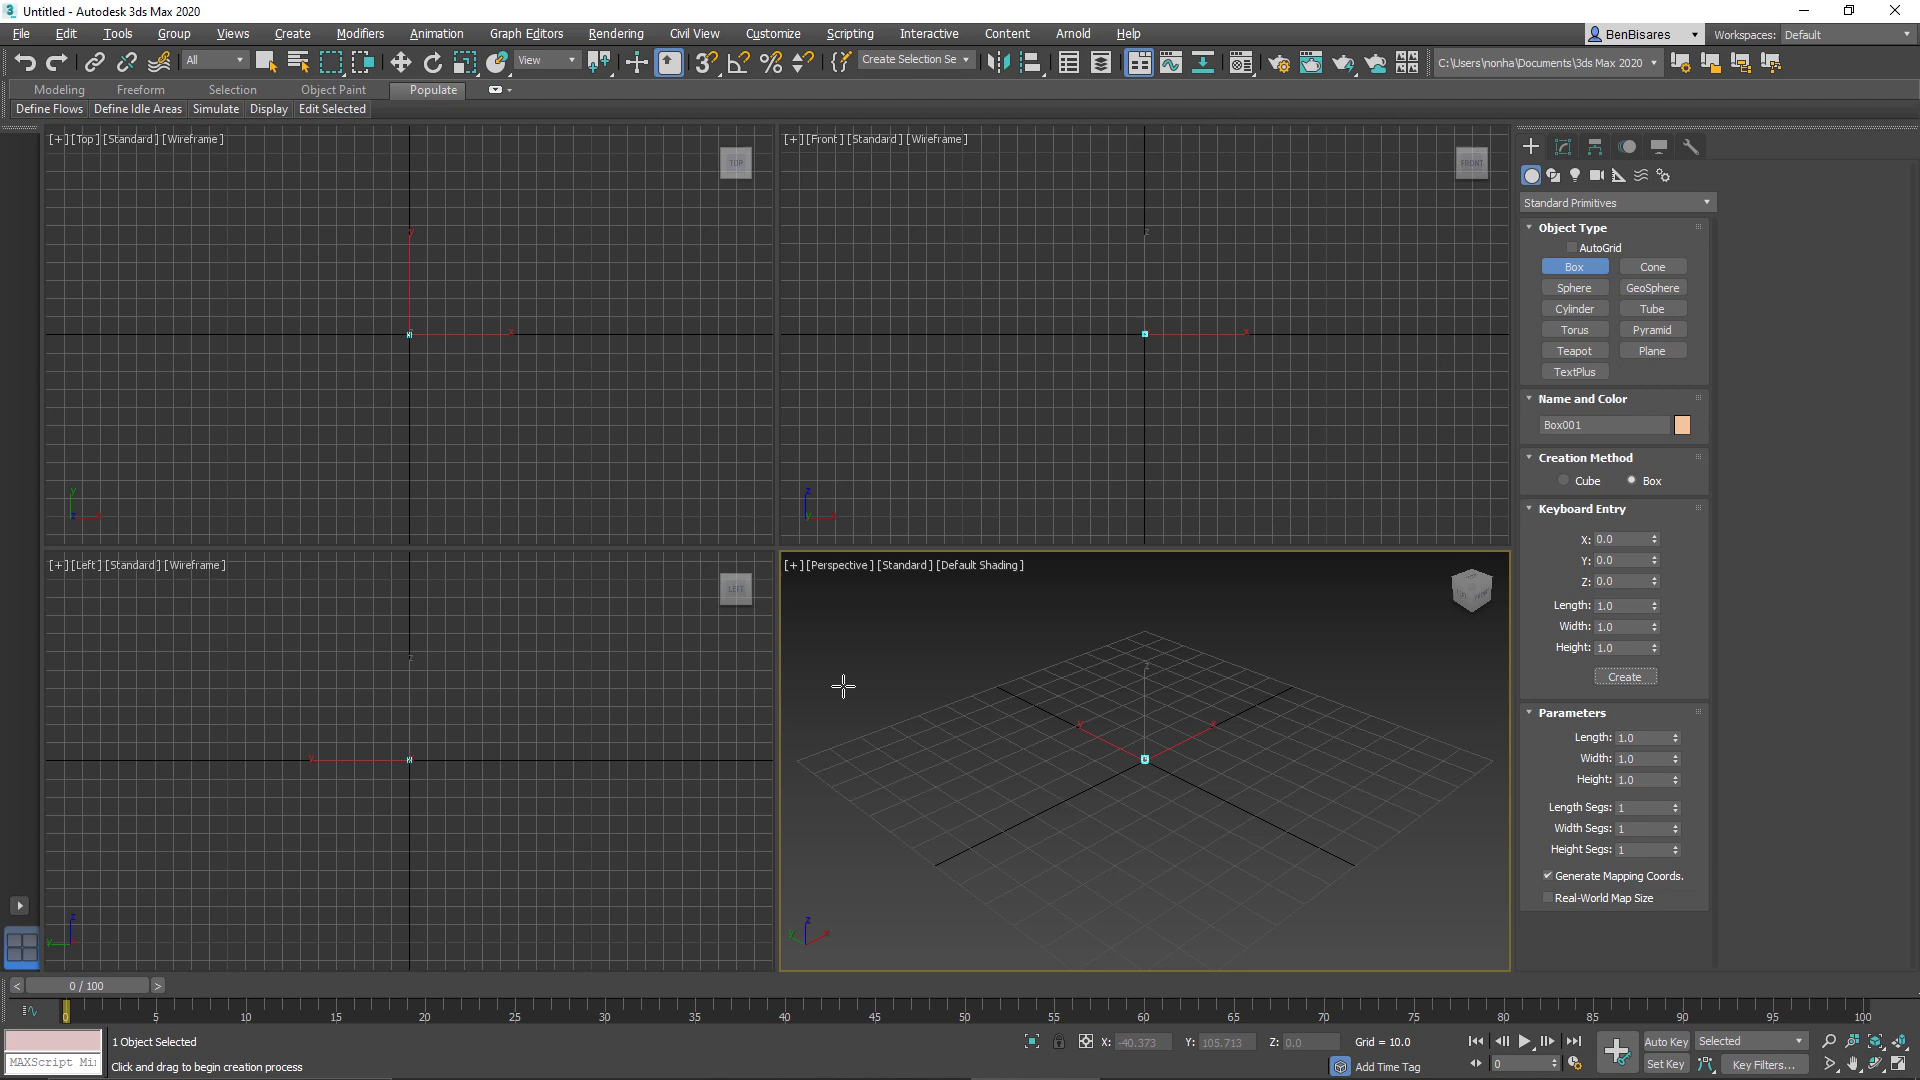 Untitled - Autodesk 3ds Max 2020
File Edit Tools Group Views Create Modifiers Animation Graph Editors Rendering Civil View Customize Scripting Interactive Content Arnold Help BenBisares Workspaces: Default
All View Create Selection Se C:\Users\nonha\Documents\3ds Max 2020
Modeling Freeform Selection Object Paint Populate
Define Flows Define Idle Areas Simulate Display Edit Selected
[+] [Top] [Standard] [Wireframe]
TOP
y
x
y
z x
[+] [Front] [Standard] [Wireframe]
FRONT
z
x
z
y x
[+] [Left] [Standard] [Wireframe]
LEFT
z
y
z
y
[+] [Perspective] [Standard] [Default Shading]
z
y x
z
y x
Standard Primitives
Object Type
AutoGrid
Box Cone
Sphere GeoSphere
Cylinder Tube
Torus Pyramid
Teapot Plane
TextPlus
Name and Color
Box001
Creation Method
Cube Box
Keyboard Entry
X: 0.0
Y: 0.0
Z: 0.0
Length: 1.0
Width: 1.0
Height: 1.0
Create
Parameters
Length: 1.0
Width: 1.0
Height: 1.0
Length Segs: 1
Width Segs: 1
Height Segs: 1
Generate Mapping Coords.
Real-World Map Size
< 0 / 100 >
0 5 10 15 20 25 30 35 40 45 50 55 60 65 70 75 80 85 90 95 100
1 Object Selected X: -40.373 Y: 105.713 Z: 0.0 Grid = 10.0 Auto Key Selected
MAXScript Mi Click and drag to begin creation process Add Time Tag 0 Set Key Key Filters...